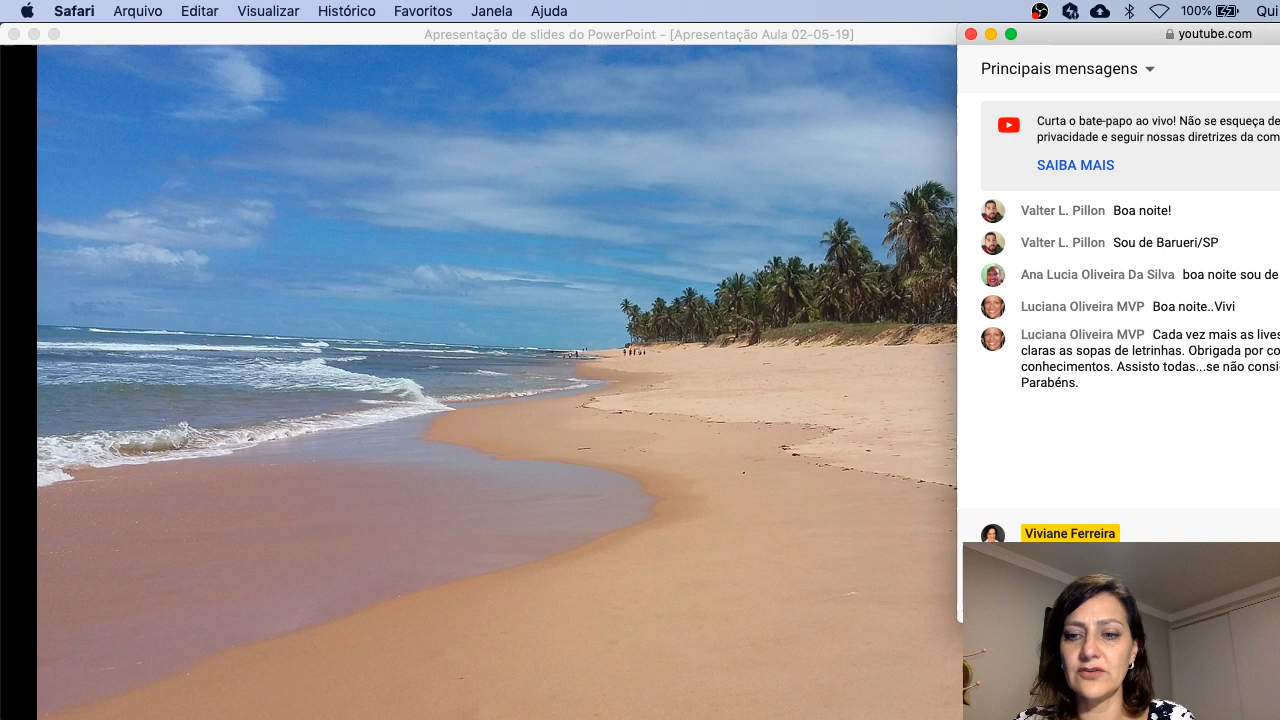 Safari Arquivo Editar Visualizar Histórico Favoritos Janela Ajuda 100% Qui
Apresentação de slides do PowerPoint - [Apresentação Aula 02-05-19]
youtube.com
Principais mensagens
Curta o bate-papo ao vivo! Não se esqueça de
privacidade e seguir nossas diretrizes da com
SAIBA MAIS
Valter L. Pillon Boa noite!
Valter L. Pillon Sou de Barueri/SP
Ana Lucia Oliveira Da Silva boa noite sou de
Luciana Oliveira MVP Boa noite..Vivi
Luciana Oliveira MVP Cada vez mais as lives
claras as sopas de letrinhas. Obrigada por co
conhecimentos. Assisto todas...se não consi
Parabéns.
Viviane Ferreira